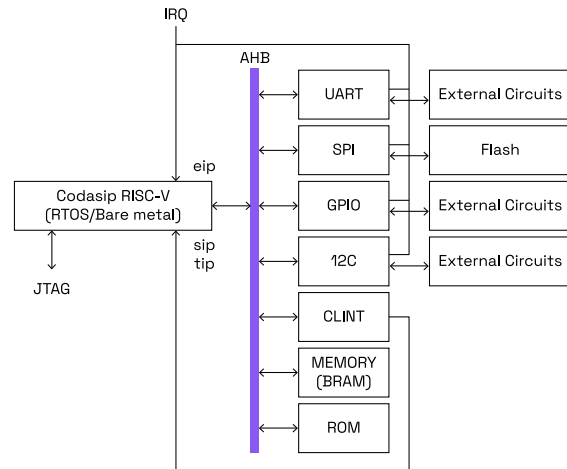 IRQ
AHB
UART
External Circuits
SPI
Flash
eip
Codasip RISC-V
(RTOS/Bare metal)
GPIO
External Circuits
sip
tip
12C
External Circuits
JTAG
CLINT
MEMORY
(BRAM)
ROM